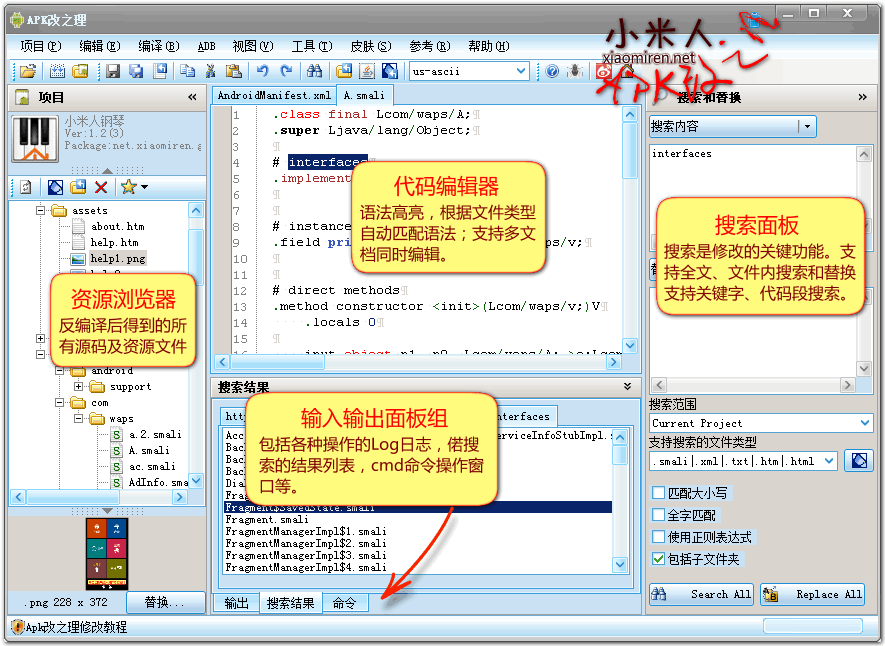 APK改之理
小米人
xiaomiren.net
APK改之理
项目(P) 编辑(E) 编译(R) ADB 视图(V) 工具(T) 皮肤(S) 参考(R) 帮助(H)
us-ascii
项目
小米人钢琴
Ver:1.2(3)
Package:net.xiaomiren.g
assets
about.htm
help.htm
help1.png
资源浏览器
反编译后得到的所
有源码及资源文件
android
support
com
waps
a.2.smali
A.smali
ac.smali
AdInfo.sma
.png 228 x 372
替换...
AndroidManifest.xml A.smali
1 .class final Lcom/waps/A;¶
2 .super Ljava/lang/Object;¶
3 ¶
4 # interfaces
5 .implement
6 ¶
7 ¶
8 # instance
9 .field pri /waps/v;¶
10 ¶
11 ¶
12 # direct methods¶
13 .method constructor <init>(Lcom/waps/v;)V¶
14 .locals 0¶
15 ¶
代码编辑器
语法高亮，根据文件类型
自动匹配语法；支持多文
档同时编辑。
搜索结果
nterfaces
erviceInfoStubImpl.s
输入输出面板组
包括各种操作的Log日志，偌搜
索的结果列表，cmd命令操作窗
口等。
Fragment$SavedState.smali
Fragment.smali
FragmentManagerImpl$1.smali
FragmentManagerImpl$2.smali
FragmentManagerImpl$3.smali
FragmentManagerImpl$4.smali
输出 搜索结果 命令
搜索和替换
搜索内容
interfaces
搜索面板
搜索是修改的关键功能。支
持全文、文件内搜索和替换
支持关键字、代码段搜索。
搜索范围
Current Project
支持搜索的文件类型
.smali|.xml|.txt|.htm|.html
匹配大小写
全字匹配
使用正则表达式
包括子文件夹
Search All Replace All
Apk改之理修改教程